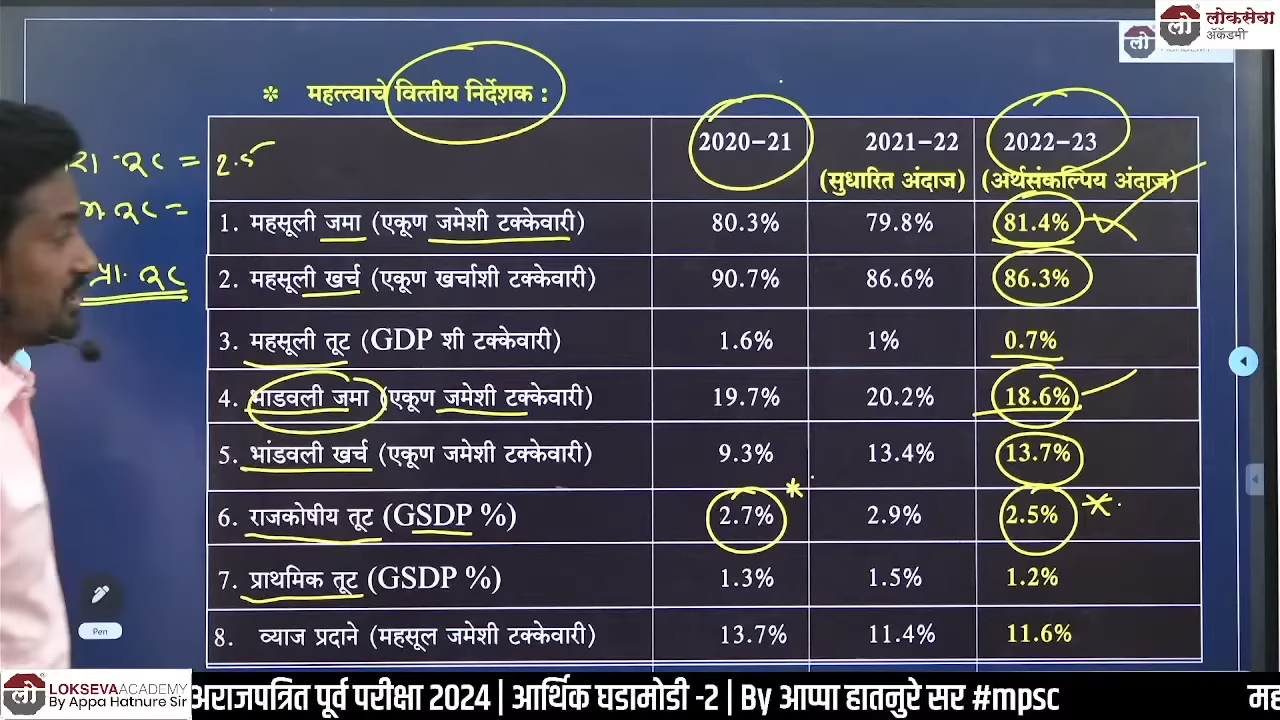 लोकसेवा
अ‍ॅकॅडमी
* महत्त्वाचे वित्तीय निर्देशक :
2020-21 2021-22 (सुधारित अंदाज) 2022-23 (अर्थसंकल्पिय अंदाज)
1. महसूली जमा (एकूण जमेशी टक्केवारी) 80.3% 79.8% 81.4%
2. महसूली खर्च (एकूण खर्चाशी टक्केवारी) 90.7% 86.6% 86.3%
3. महसूली तूट (GDP शी टक्केवारी) 1.6% 1% 0.7%
4. भांडवली जमा (एकूण जमेशी टक्केवारी) 19.7% 20.2% 18.6%
5. भांडवली खर्च (एकूण जमेशी टक्केवारी) 9.3% 13.4% 13.7%
6. राजकोषीय तूट (GSDP %) 2.7% * 2.9% 2.5% *
7. प्राथमिक तूट (GSDP %) 1.3% 1.5% 1.2%
8. व्याज प्रदाने (महसूल जमेशी टक्केवारी) 13.7% 11.4% 11.6%
= 2.5
Pen
LOKSEVA ACADEMY
By Appa Hatnure Sir
अराजपत्रित पूर्व परीक्षा 2024 | आर्थिक घडामोडी -2 | By आप्पा हातनुरे सर #mpsc